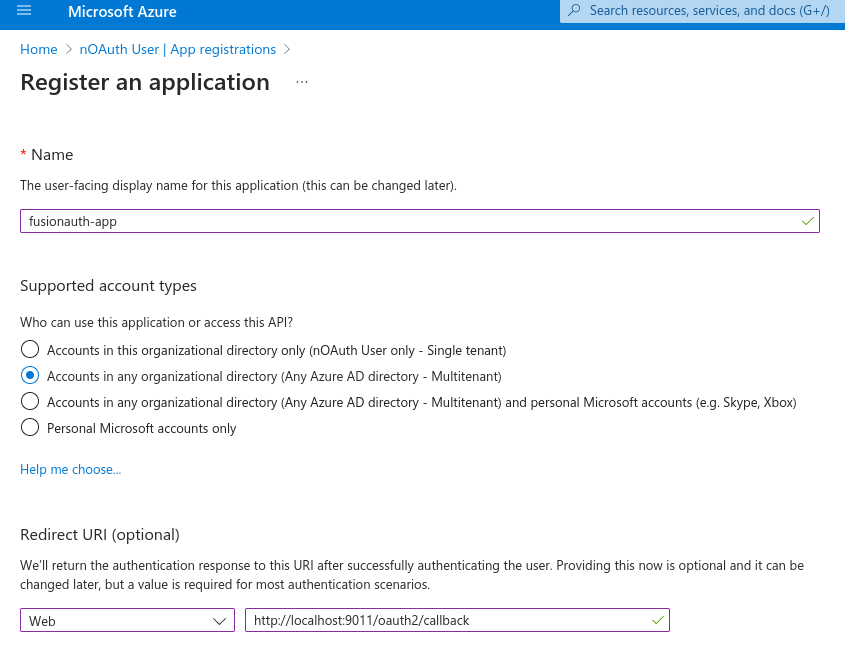 Microsoft Azure
Search resources, services, and docs (G+/)
Home > nOAuth User | App registrations >
Register an application ...
* Name
The user-facing display name for this application (this can be changed later).
fusionauth-app
Supported account types
Who can use this application or access this API?
Accounts in this organizational directory only (nOAuth User only - Single tenant)
Accounts in any organizational directory (Any Azure AD directory - Multitenant)
Accounts in any organizational directory (Any Azure AD directory - Multitenant) and personal Microsoft accounts (e.g. Skype, Xbox)
Personal Microsoft accounts only
Help me choose...
Redirect URI (optional)
We'll return the authentication response to this URI after successfully authenticating the user. Providing this now is optional and it can be
changed later, but a value is required for most authentication scenarios.
Web
http://localhost:9011/oauth2/callback